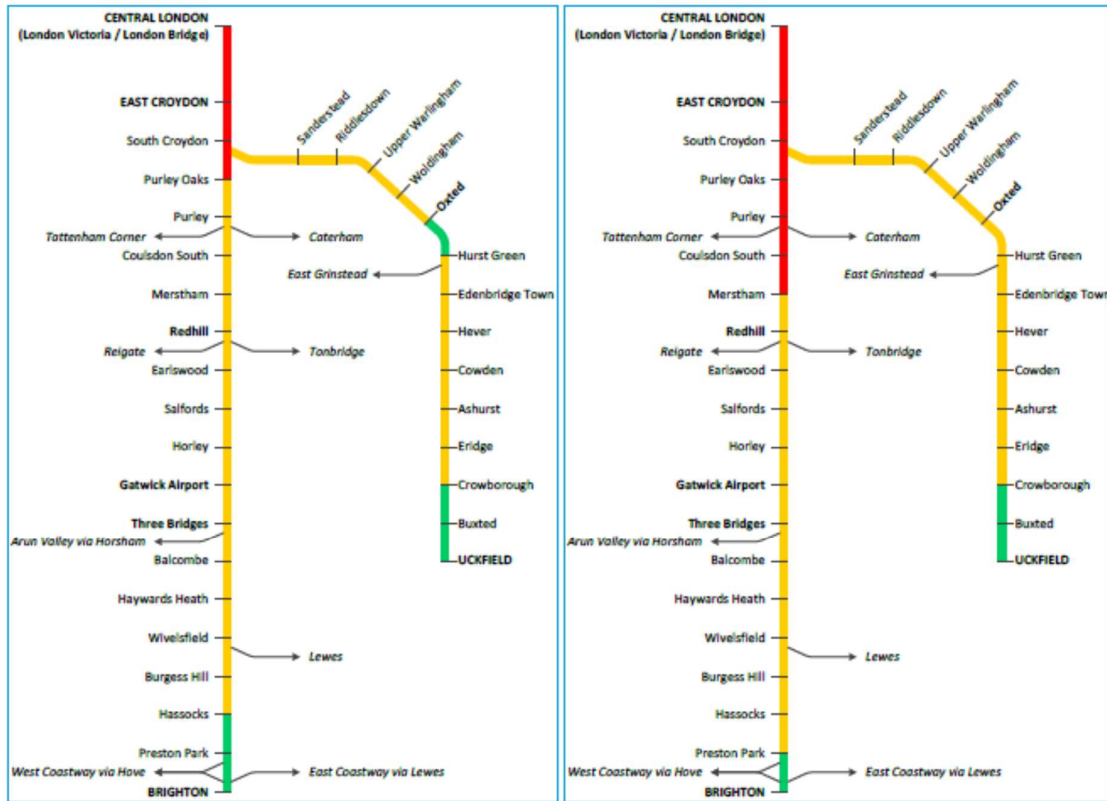 CENTRAL LONDON
(London Victoria / London Bridge)
EAST CROYDON
South Croydon
Sanderstead
Riddlesdown
Upper Warlingham
Woldingham
Oxted
Purley Oaks
Purley
Tattenham Corner
Caterham
Coulsdon South
Hurst Green
East Grinstead
Merstham
Edenbridge Town
Redhill
Hever
Reigate
Tonbridge
Earlswood
Cowden
Salfords
Ashurst
Horley
Eridge
Gatwick Airport
Crowborough
Three Bridges
Buxted
Arun Valley via Horsham
Balcombe
UCKFIELD
Haywards Heath
Wivelsfield
Lewes
Burgess Hill
Hassocks
Preston Park
West Coastway via Hove
East Coastway via Lewes
BRIGHTON
CENTRAL LONDON
(London Victoria / London Bridge)
EAST CROYDON
South Croydon
Sanderstead
Riddlesdown
Upper Warlingham
Woldingham
Oxted
Purley Oaks
Purley
Tattenham Corner
Caterham
Coulsdon South
Hurst Green
East Grinstead
Merstham
Edenbridge Town
Redhill
Hever
Reigate
Tonbridge
Earlswood
Cowden
Salfords
Ashurst
Horley
Eridge
Gatwick Airport
Crowborough
Three Bridges
Buxted
Arun Valley via Horsham
Balcombe
UCKFIELD
Haywards Heath
Wivelsfield
Lewes
Burgess Hill
Hassocks
Preston Park
West Coastway via Hove
East Coastway via Lewes
BRIGHTON